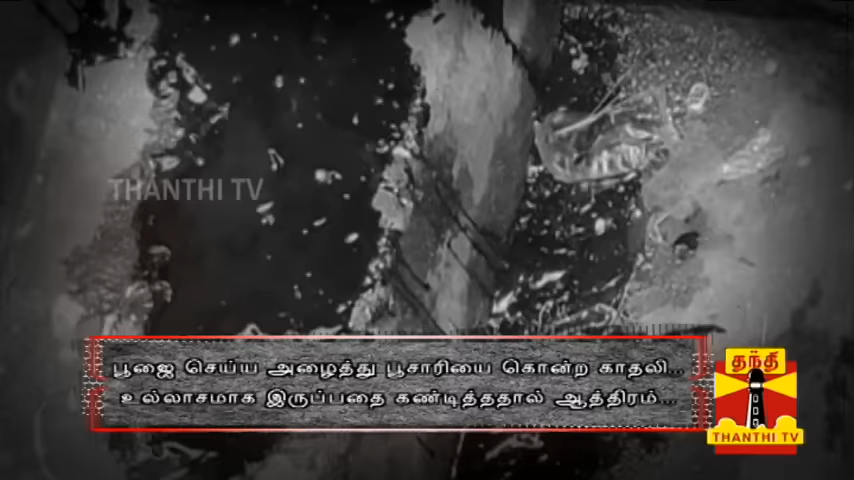 THANTHI TV
பூஜை செய்ய அழைத்து பூசாரியை கொன்ற காதலி...
உல்லாசமாக இருப்பதை கண்டித்ததால் ஆத்திரம்...
தந்தி
THANTHI TV